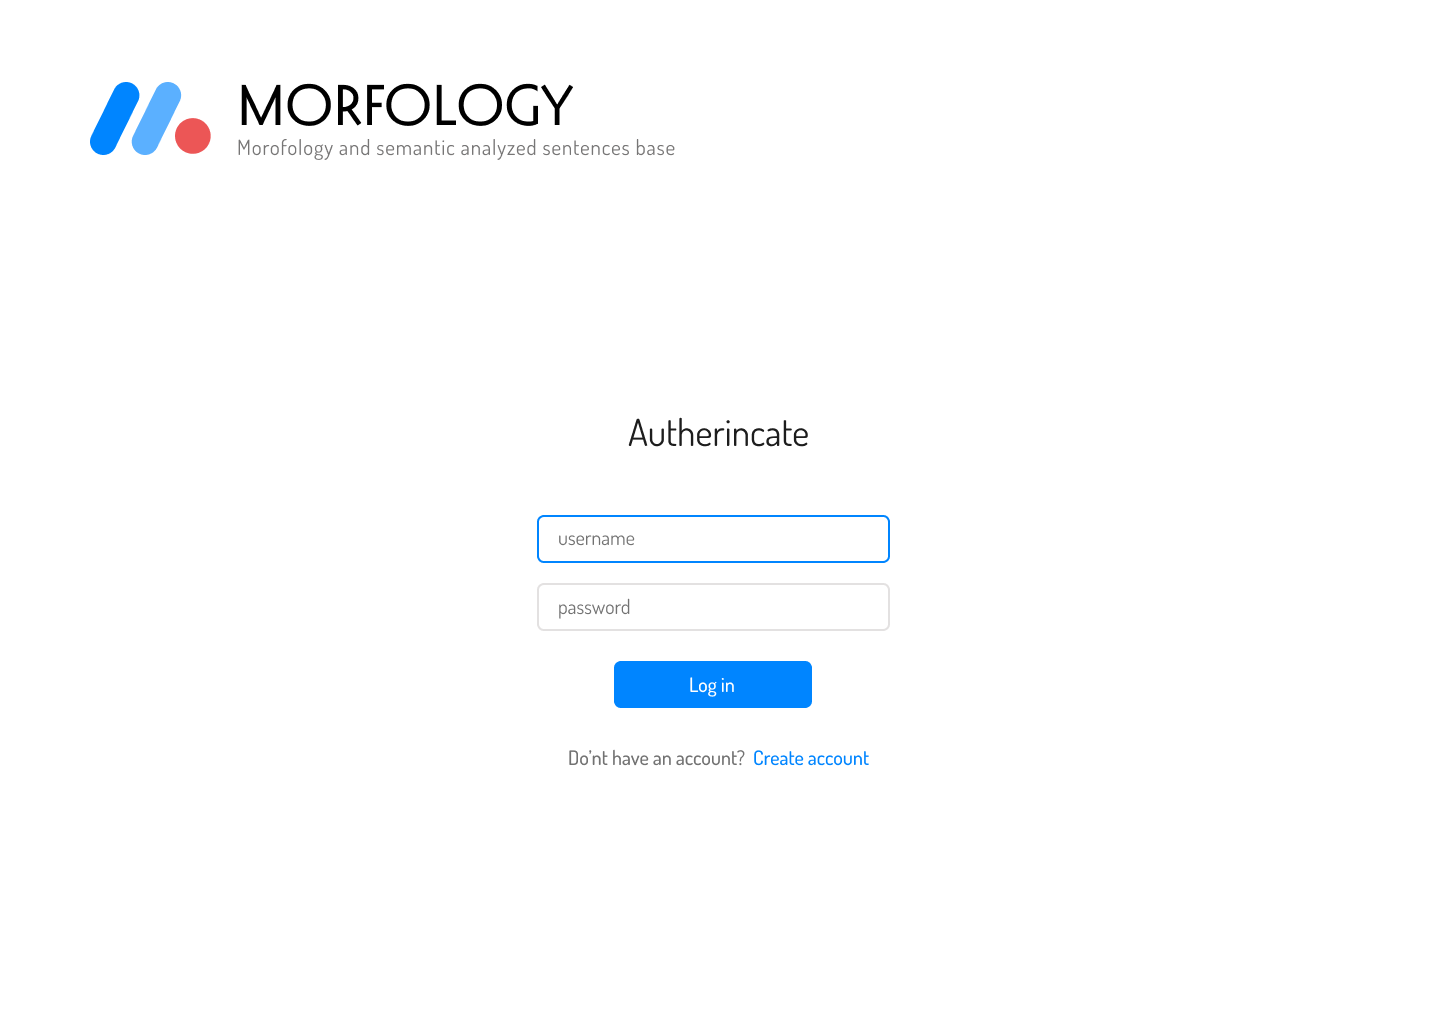 MORFOLOGY
Morofology and semantic analyzed sentences base
Autherincate
username
password
Log in
Do'nt have an account? Create account